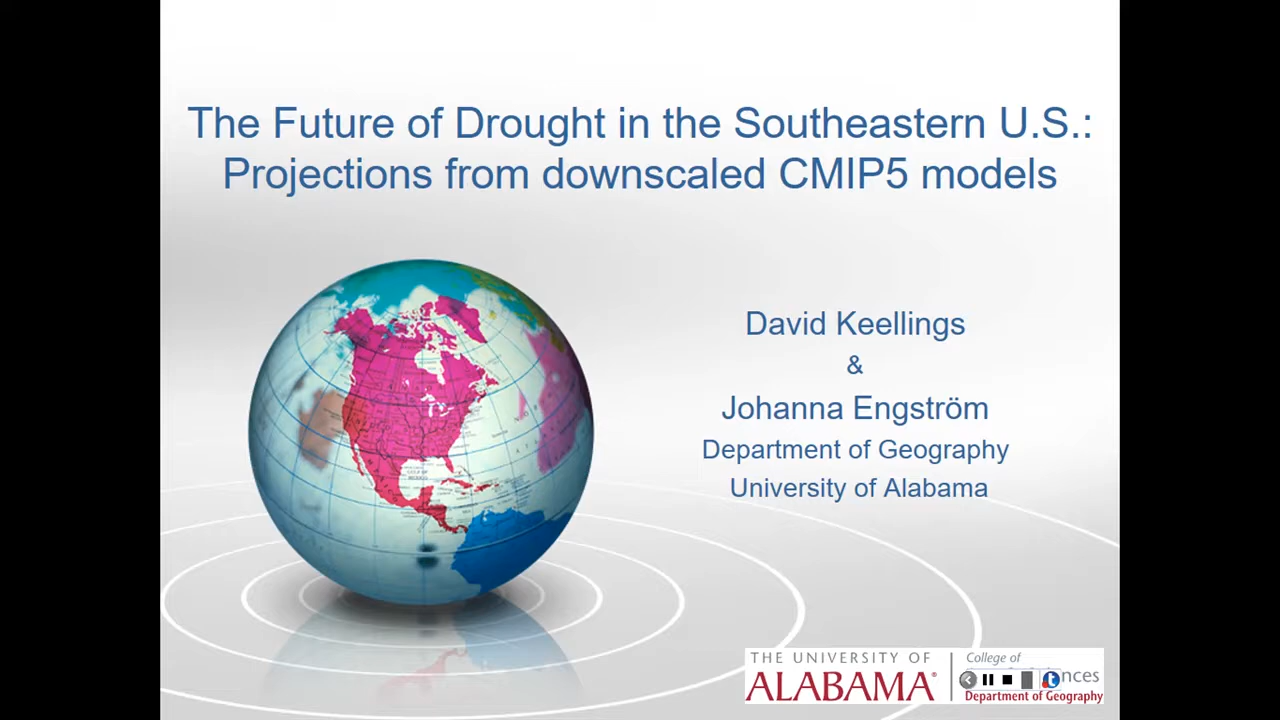 The Future of Drought in the Southeastern U.S.:
Projections from downscaled CMIP5 models
David Keellings
&
Johanna Engström
Department of Geography
University of Alabama
THE UNIVERSITY OF
ALABAMA®
College of
nces
Department of Geography